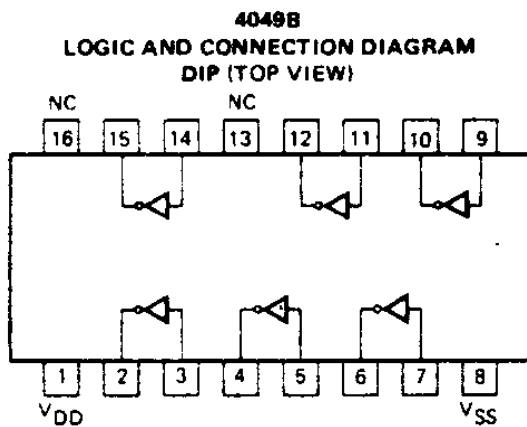 4049B
LOGIC AND CONNECTION DIAGRAM
DIP (TOP VIEW)
NC NC
16 15 14 13 12 11 10 9
1 2 3 4 5 6 7 8
VDD VSS